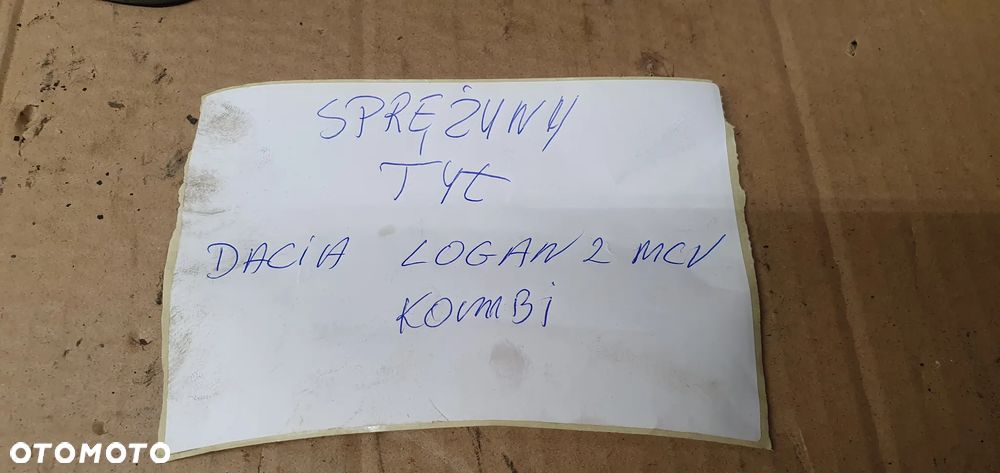 SPRĘŻYNY
TYŁ
DACiA LOGAN 2 MCV
KOMBi
OTOMOTO